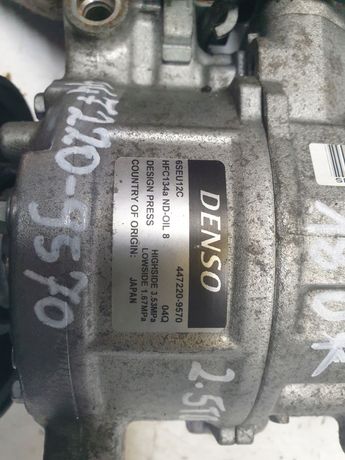 DENSO
447220-9570
6SEU12C 04Q
HFC134a ND-OIL 8
DESIGN PRESS HIGHSIDE 3.53MPa
LOWSIDE 1.67MPa
COUNTRY OF ORIGIN: JAPAN
447220-9570